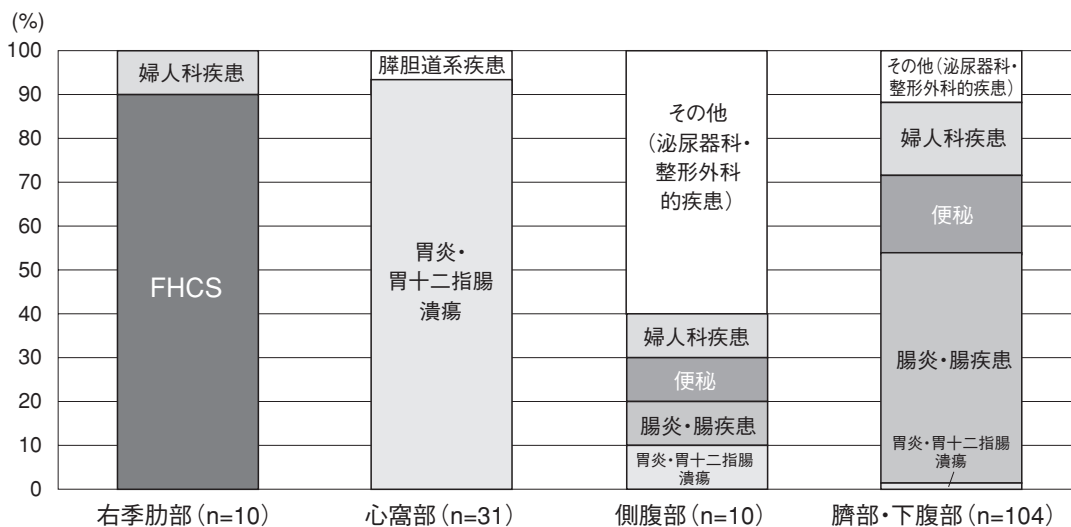 (%)
100
90
80
70
60
50
40
30
20
10
0
婦人科疾患
FHCS
膵胆道系疾患
胃炎・
胃十二指腸
潰瘍
その他
(泌尿器科・
整形外科
的疾患)
婦人科疾患
便秘
腸炎・腸疾患
胃炎・胃十二指腸
潰瘍
その他(泌尿器科・
整形外科的疾患)
婦人科疾患
便秘
腸炎・腸疾患
胃炎・胃十二指腸
潰瘍
右季肋部(n=10)
心窩部(n=31)
側腹部(n=10)
臍部・下腹部(n=104)